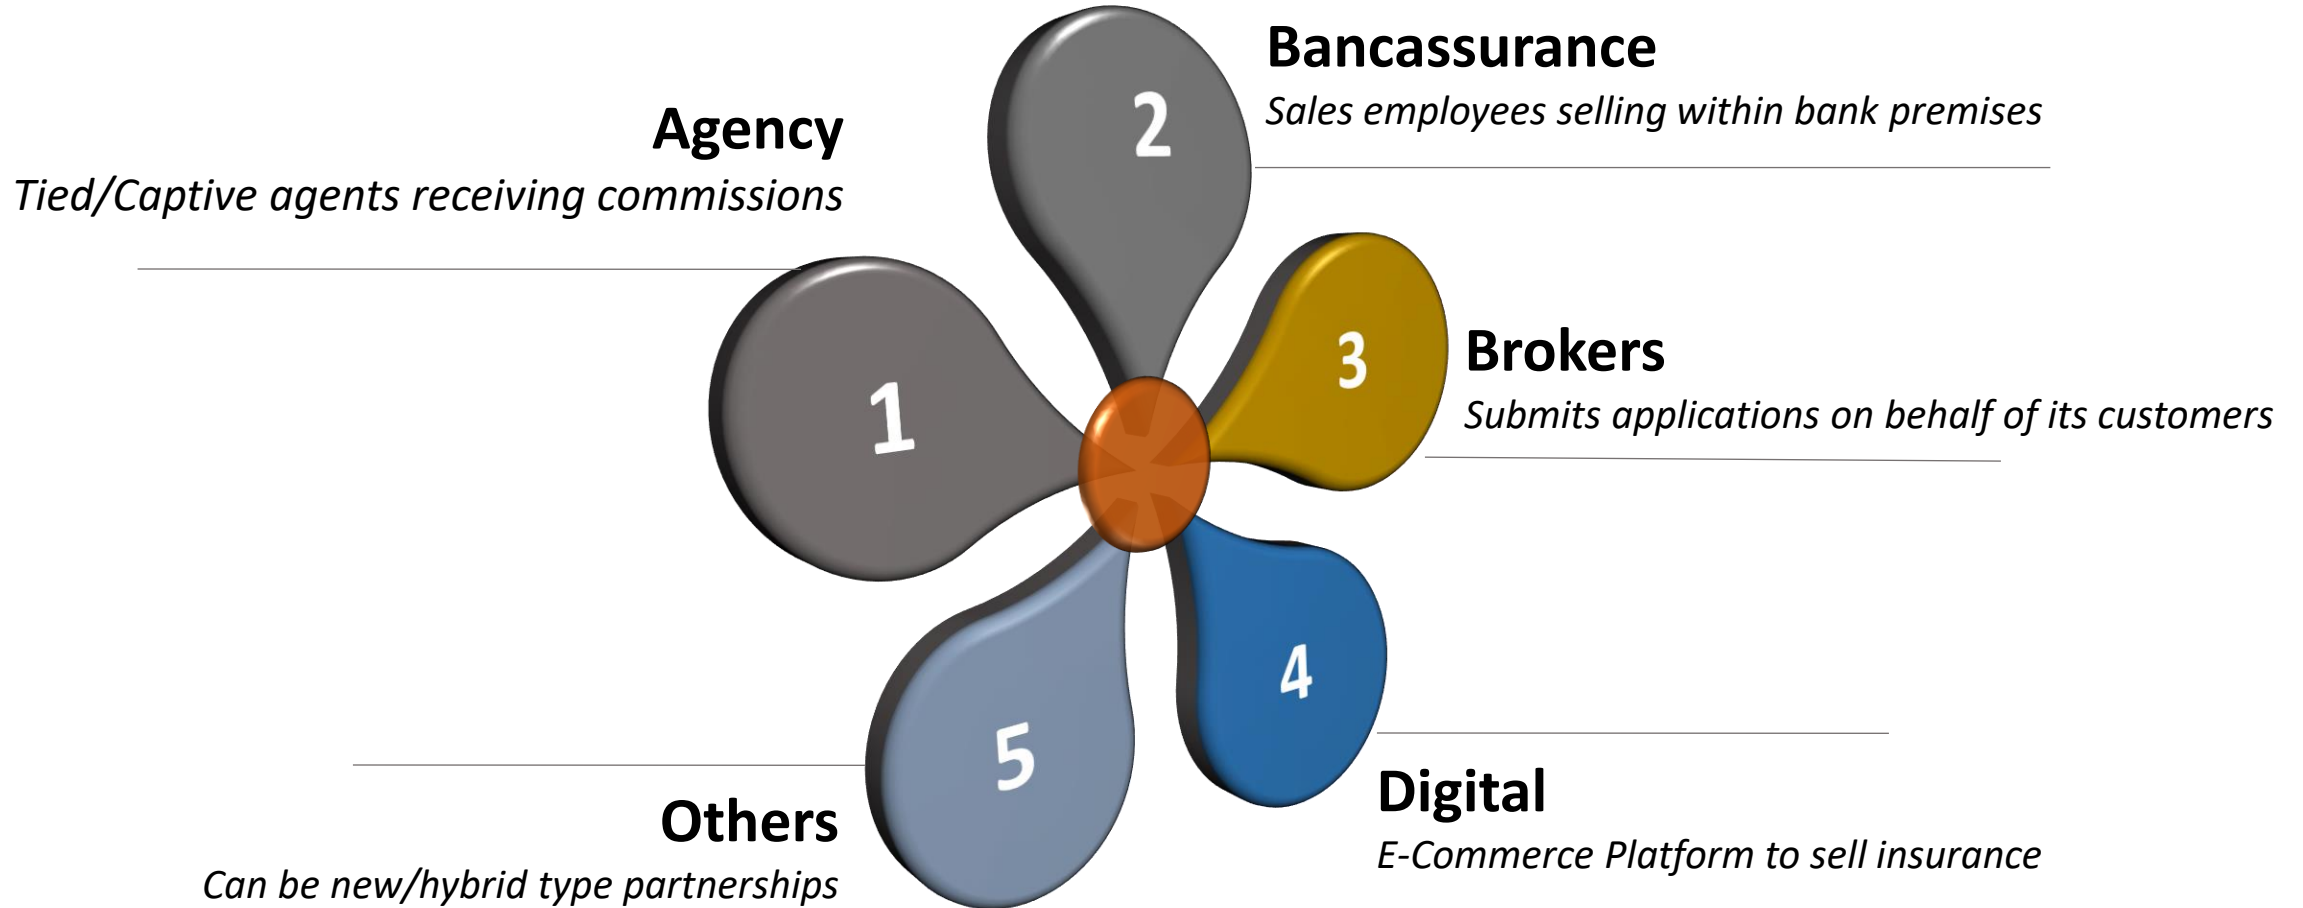 Agency
Tied/Captive agents receiving commissions
1
2
Bancassurance
Sales employees selling within bank premises
3
Brokers
Submits applications on behalf of its customers
4
Digital
E-Commerce Platform to sell insurance
5
Others
Can be new/hybrid type partnerships